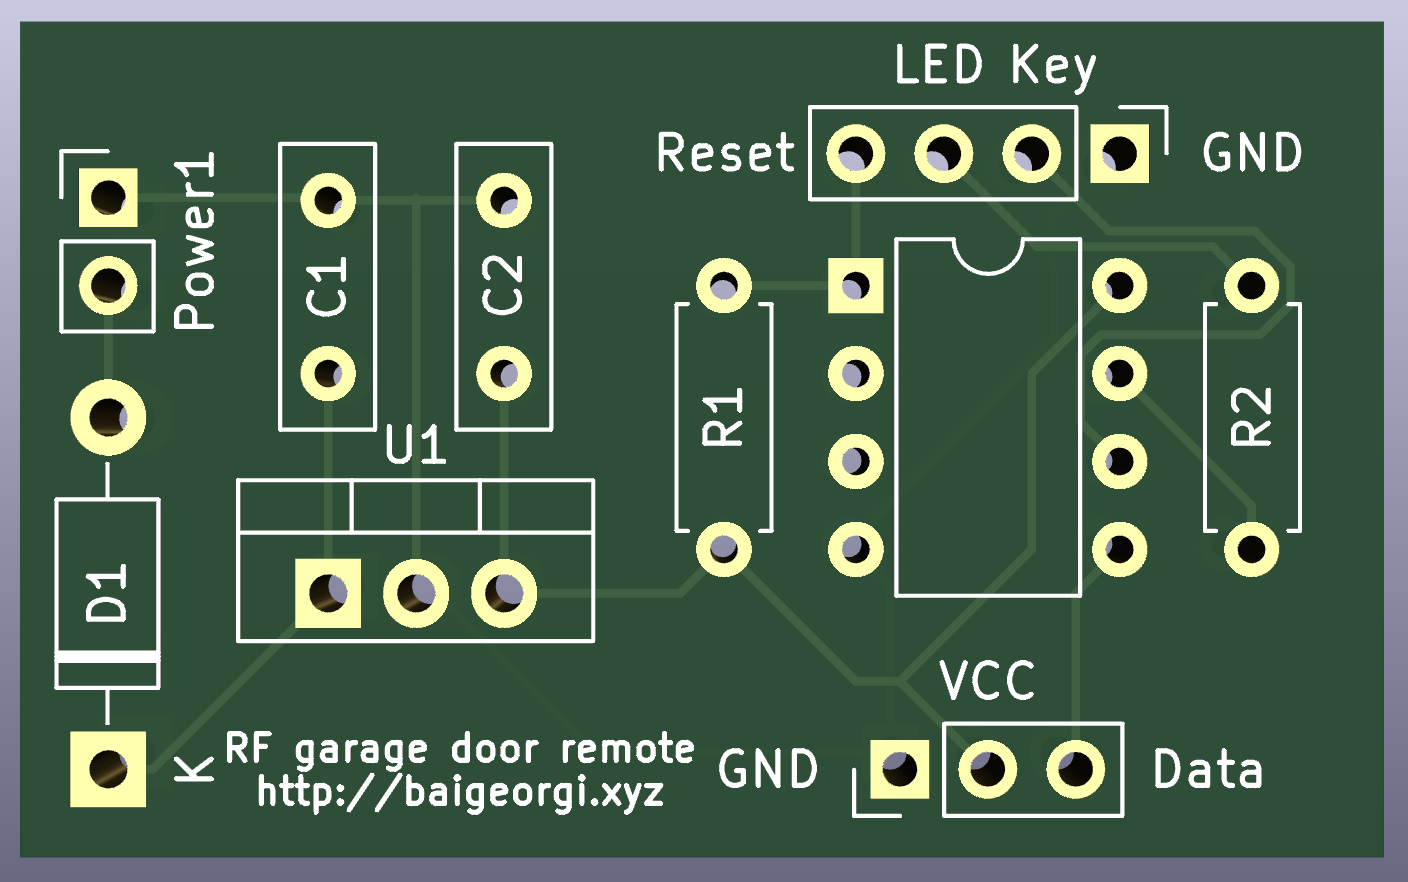 LED Key
Reset
GND
Power1
C1
C2
R1
R2
U1
D1
VCC
K
RF garage door remote
http://baigeorgi.xyz
GND
Data